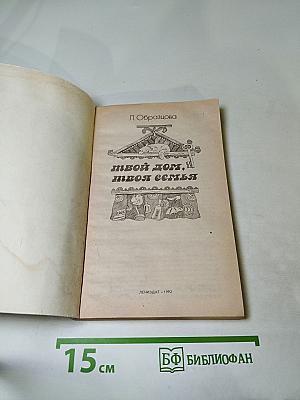 Л. Образцова
ТВОЙ ДОМ,
ТВОЯ СЕМЬЯ
ЛЕНИЗДАТ · 1992
15 см
БФ БИБЛИОФАН